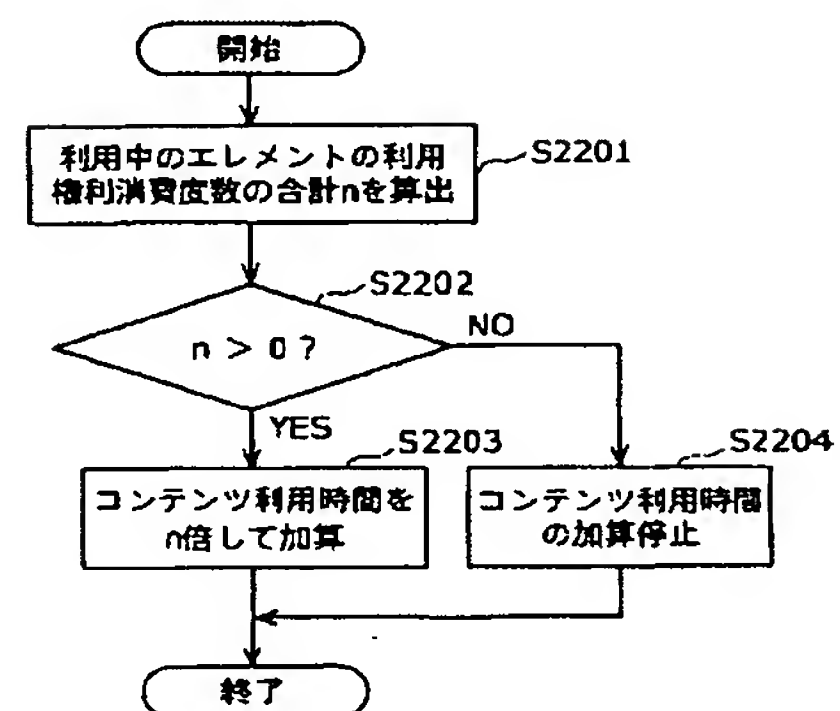 開始
利用中のエレメントの利用
権利消費度数の合計nを算出
S2201
S2202
n > 0 ?
NO
YES
S2203
コンテンツ利用時間を
n倍して加算
S2204
コンテンツ利用時間
の加算停止
終了